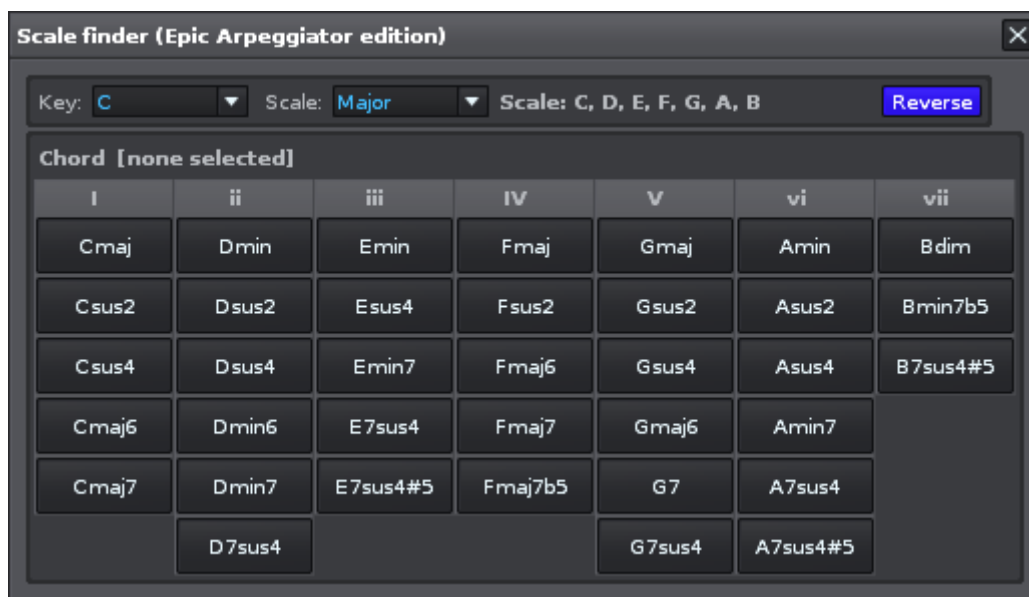 Scale finder (Epic Arpeggiator edition)
Key: C Scale: Major Scale: C, D, E, F, G, A, B Reverse
Chord [none selected]
I ii iii IV V vi vii
Cmaj Dmin Emin Fmaj Gmaj Amin Bdim
Csus2 Dsus2 Esus4 Fsus2 Gsus2 Asus2 Bmin7b5
Csus4 Dsus4 Emin7 Fmaj6 Gsus4 Asus4 B7sus4#5
Cmaj6 Dmin6 E7sus4 Fmaj7 Gmaj6 Amin7
Cmaj7 Dmin7 E7sus4#5 Fmaj7b5 G7 A7sus4
D7sus4 G7sus4 A7sus4#5